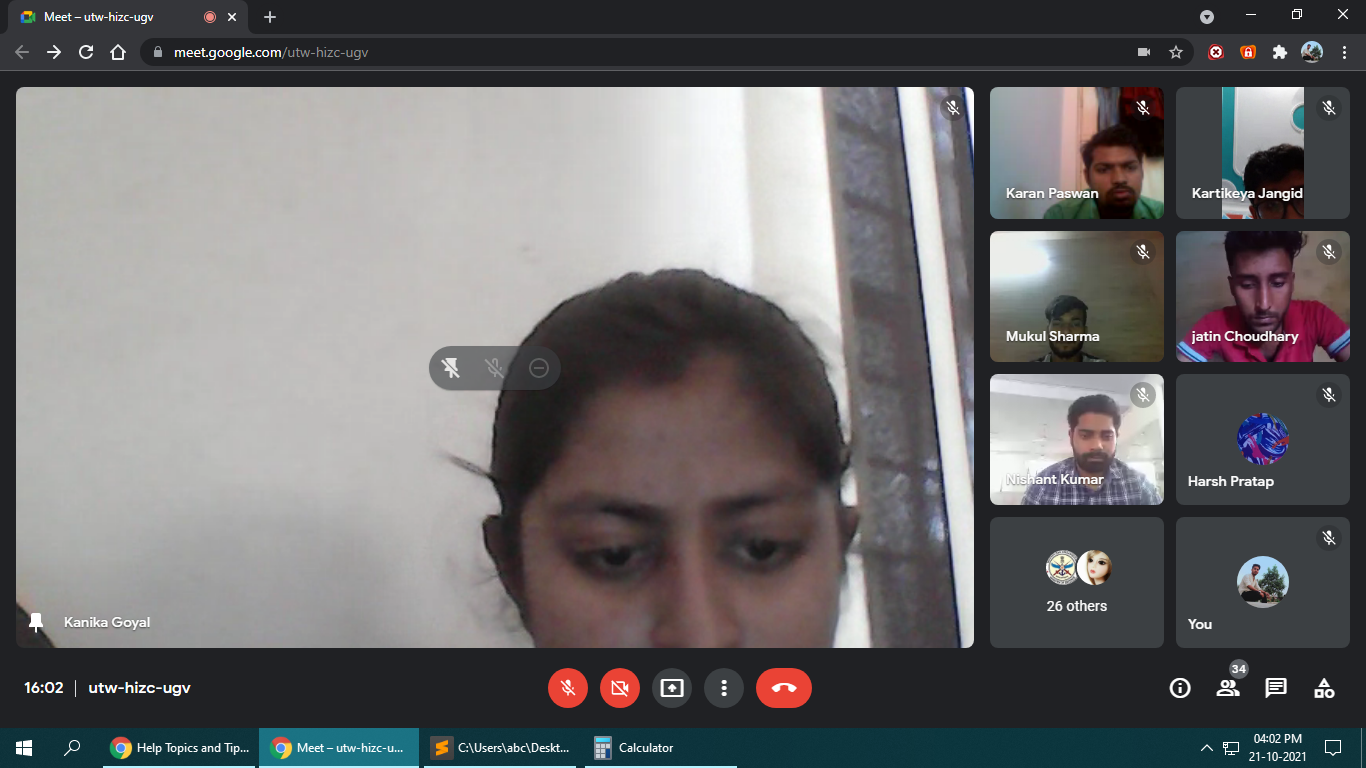 Meet – utw-hizc-ugv
meet.google.com/utw-hizc-ugv
Karan Paswan
Kartikeya Jangid
Mukul Sharma
jatin Choudhary
Nishant Kumar
Harsh Pratap
Kanika Goyal
26 others
You
16:02 | utw-hizc-ugv
34
Help Topics and Tip...
Meet – utw-hizc-u...
C:\Users\abc\Deskt...
Calculator
04:02 PM
21-10-2021